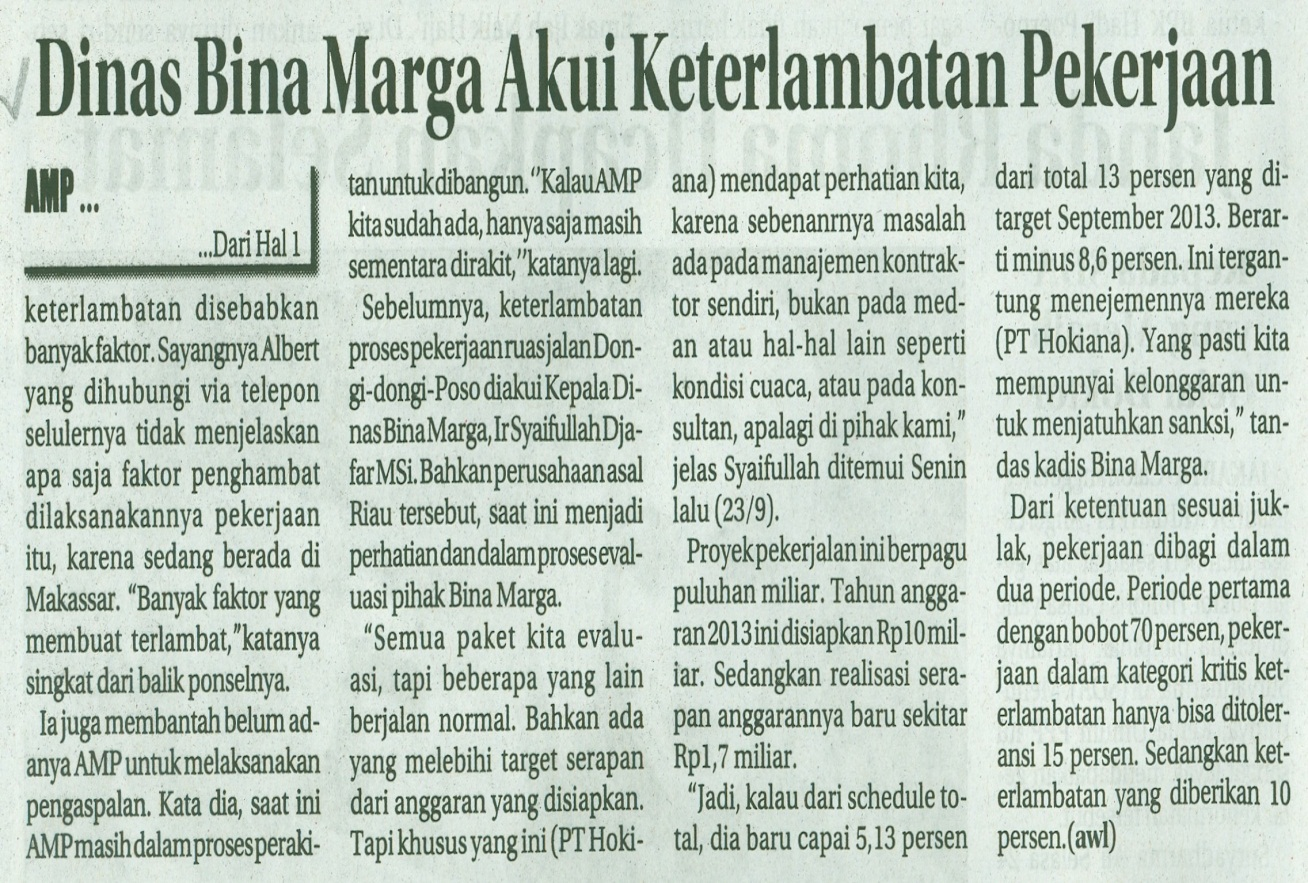 Dinas Bina Marga Akui Keterlambatan Pekerjaan
AMP ...
...Dari Hal 1
keterlambatan disebabkan
banyak faktor. Sayangnya Albert
yang dihubungi via telepon
selulernya tidak menjelaskan
apa saja faktor penghambat
dilaksanakannya pekerjaan
itu, karena sedang berada di
Makassar. “Banyak faktor yang
membuat terlambat,”katanya
singkat dari balik ponselnya.
Ia juga membantah belum ad-
anya AMP untuk melaksanakan
pengaspalan. Kata dia, saat ini
AMP masih dalam proses peraki-
tan untuk dibangun. “Kalau AMP
kita sudah ada, hanya saja masih
sementara dirakit,”katanya lagi.
Sebelumnya, keterlambatan
proses pekerjaan ruas jalan Don-
gi-dongi-Poso diakui Kepala Di-
nas Bina Marga, Ir Syaifullah Dja-
far MSi. Bahkan perusahaan asal
Riau tersebut, saat ini menjadi
perhatian dan dalam proses eval-
uasi pihak Bina Marga.
“Semua paket kita evalu-
asi, tapi beberapa yang lain
berjalan normal. Bahkan ada
yang melebihi target serapan
dari anggaran yang disiapkan.
Tapi khusus yang ini (PT Hoki-
ana) mendapat perhatian kita,
karena sebenanrnya masalah
ada pada manajemen kontrak-
tor sendiri, bukan pada med-
an atau hal-hal lain seperti
kondisi cuaca, atau pada kon-
sultan, apalagi di pihak kami,”
jelas Syaifullah ditemui Senin
lalu (23/9).
Proyek pekerjalan ini berpagu
puluhan miliar. Tahun angga-
ran 2013 ini disiapkan Rp10 mil-
iar. Sedangkan realisasi sera-
pan anggarannya baru sekitar
Rp1,7 miliar.
“Jadi, kalau dari schedule to-
tal, dia baru capai 5,13 persen
dari total 13 persen yang di-
target September 2013. Berar-
ti minus 8,6 persen. Ini tergan-
tung menejemennya mereka
(PT Hokiana). Yang pasti kita
mempunyai kelonggaran un-
tuk menjatuhkan sanksi,” tan-
das kadis Bina Marga.
Dari ketentuan sesuai juk-
lak, pekerjaan dibagi dalam
dua periode. Periode pertama
dengan bobot 70 persen, peker-
jaan dalam kategori kritis ket-
erlambatan hanya bisa ditoler-
ansi 15 persen. Sedangkan ket-
erlambatan yang diberikan 10
persen.(awl)